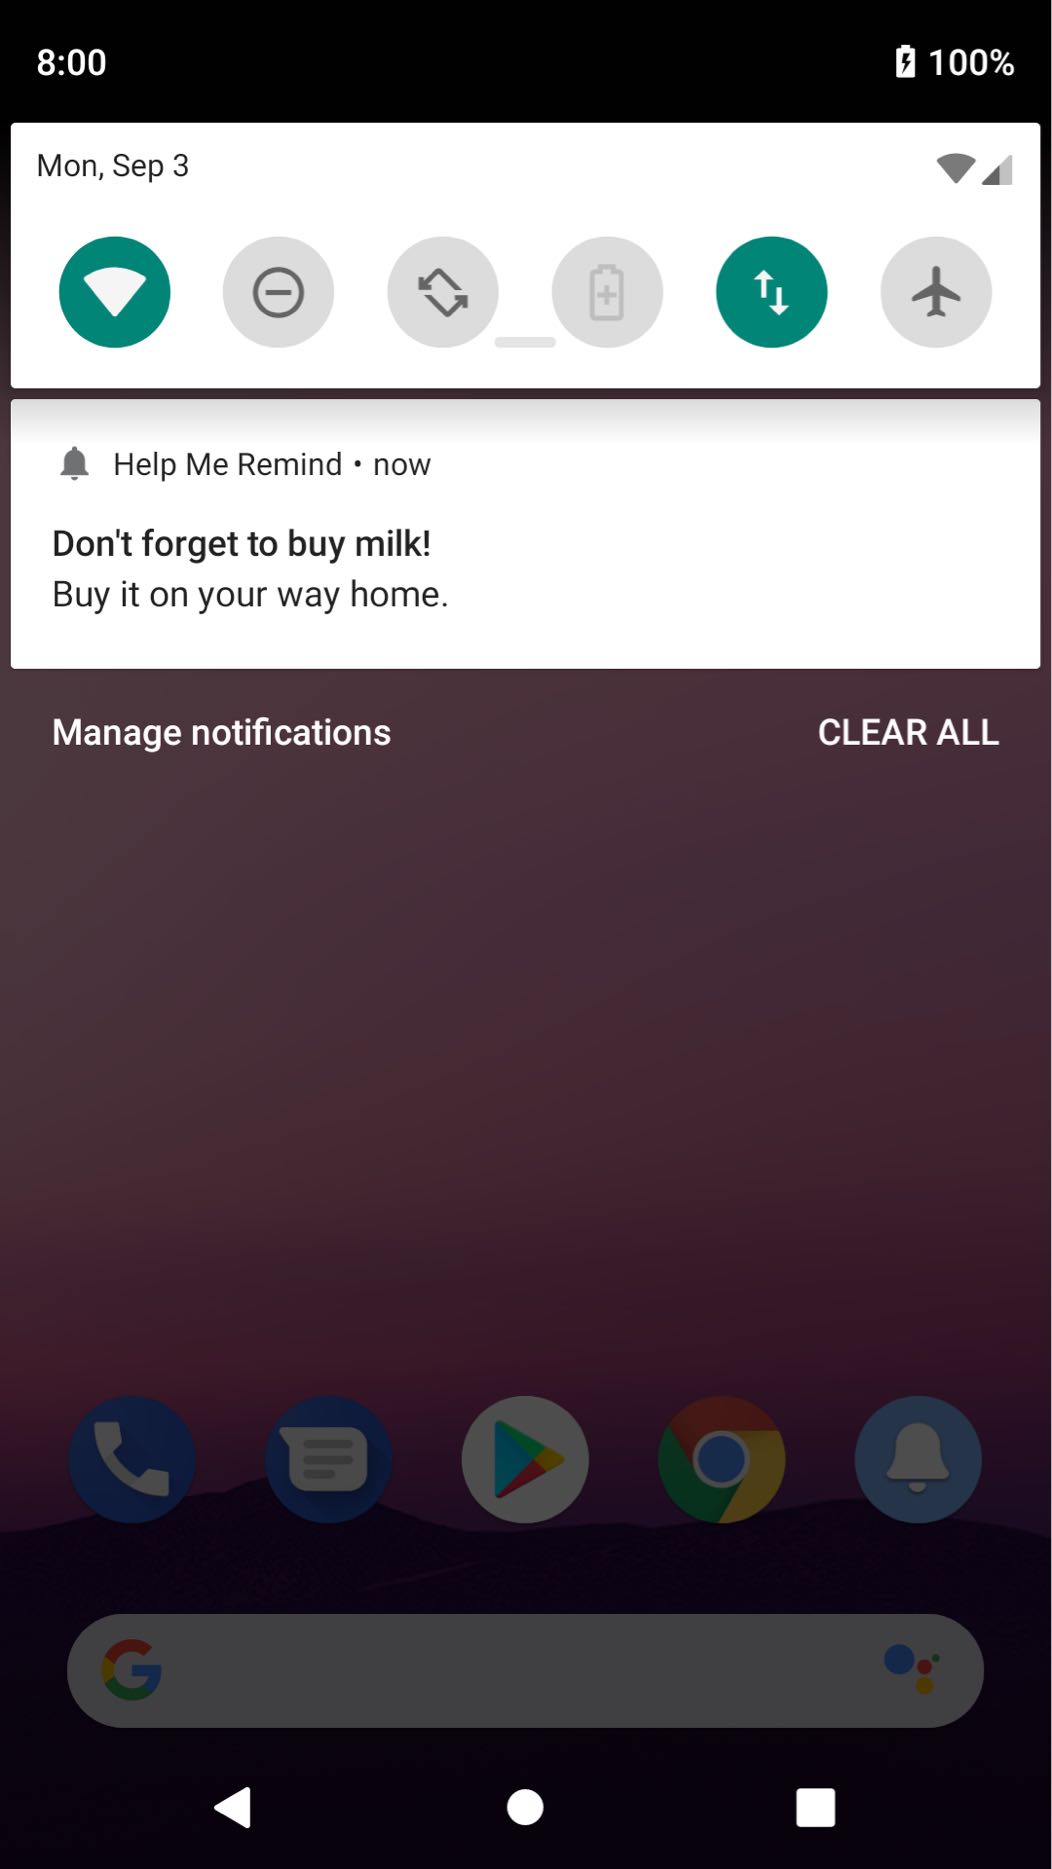 8:00 100%
Mon, Sep 3
Help Me Remind • now
Don't forget to buy milk!
Buy it on your way home.
Manage notifications CLEAR ALL